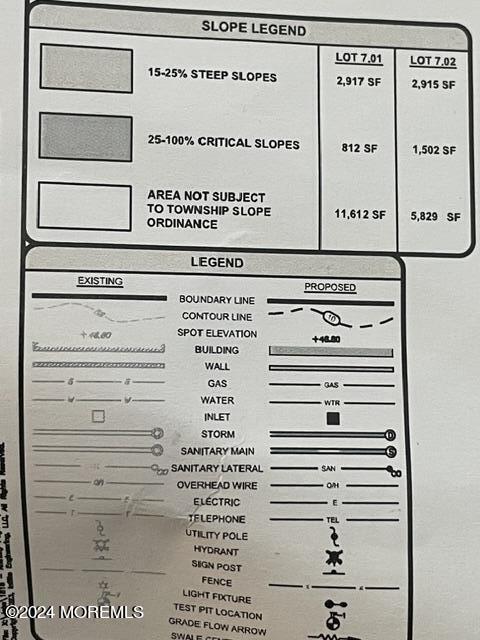 SLOPE LEGEND
LOT 7.01 LOT 7.02
15-25% STEEP SLOPES 2,917 SF 2,915 SF
25-100% CRITICAL SLOPES 812 SF 1,502 SF
AREA NOT SUBJECT
TO TOWNSHIP SLOPE 11,612 SF 5,829 SF
ORDINANCE
LEGEND
EXISTING PROPOSED
BOUNDARY LINE
CONTOUR LINE
SPOT ELEVATION
+46.80 +46.80
BUILDING
WALL
G G GAS GAS
W W WATER WTR
INLET
STORM D
SANITARY MAIN S
SANITARY LATERAL SAN
O/H OVERHEAD WIRE O/H
E E ELECTRIC E
T T TELEPHONE TEL
UTILITY POLE
HYDRANT
SIGN POST
FENCE
LIGHT FIXTURE
TEST PIT LOCATION
GRADE FLOW ARROW
©2024 MOREMLS